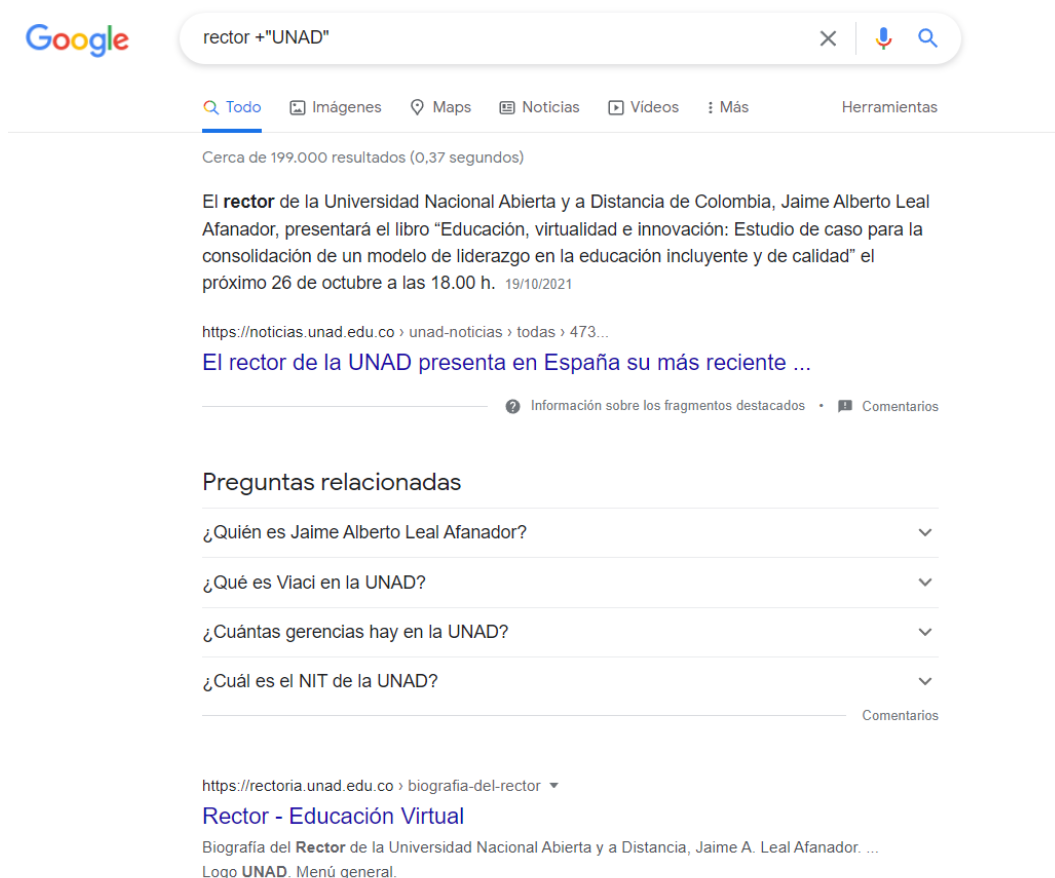 Google
rector +"UNAD"
Todo Imágenes Maps Noticias Vídeos Más Herramientas
Cerca de 199.000 resultados (0,37 segundos)
El rector de la Universidad Nacional Abierta y a Distancia de Colombia, Jaime Alberto Leal
Afanador, presentará el libro “Educación, virtualidad e innovación: Estudio de caso para la
consolidación de un modelo de liderazgo en la educación incluyente y de calidad” el
próximo 26 de octubre a las 18.00 h. 19/10/2021
https://noticias.unad.edu.co › unad-noticias › todas › 473...
El rector de la UNAD presenta en España su más reciente ...
Información sobre los fragmentos destacados • Comentarios
Preguntas relacionadas
¿Quién es Jaime Alberto Leal Afanador?
¿Qué es Viaci en la UNAD?
¿Cuántas gerencias hay en la UNAD?
¿Cuál es el NIT de la UNAD?
Comentarios
https://rectoria.unad.edu.co › biografia-del-rector
Rector - Educación Virtual
Biografía del Rector de la Universidad Nacional Abierta y a Distancia, Jaime A. Leal Afanador. ...
Logo UNAD. Menú general.